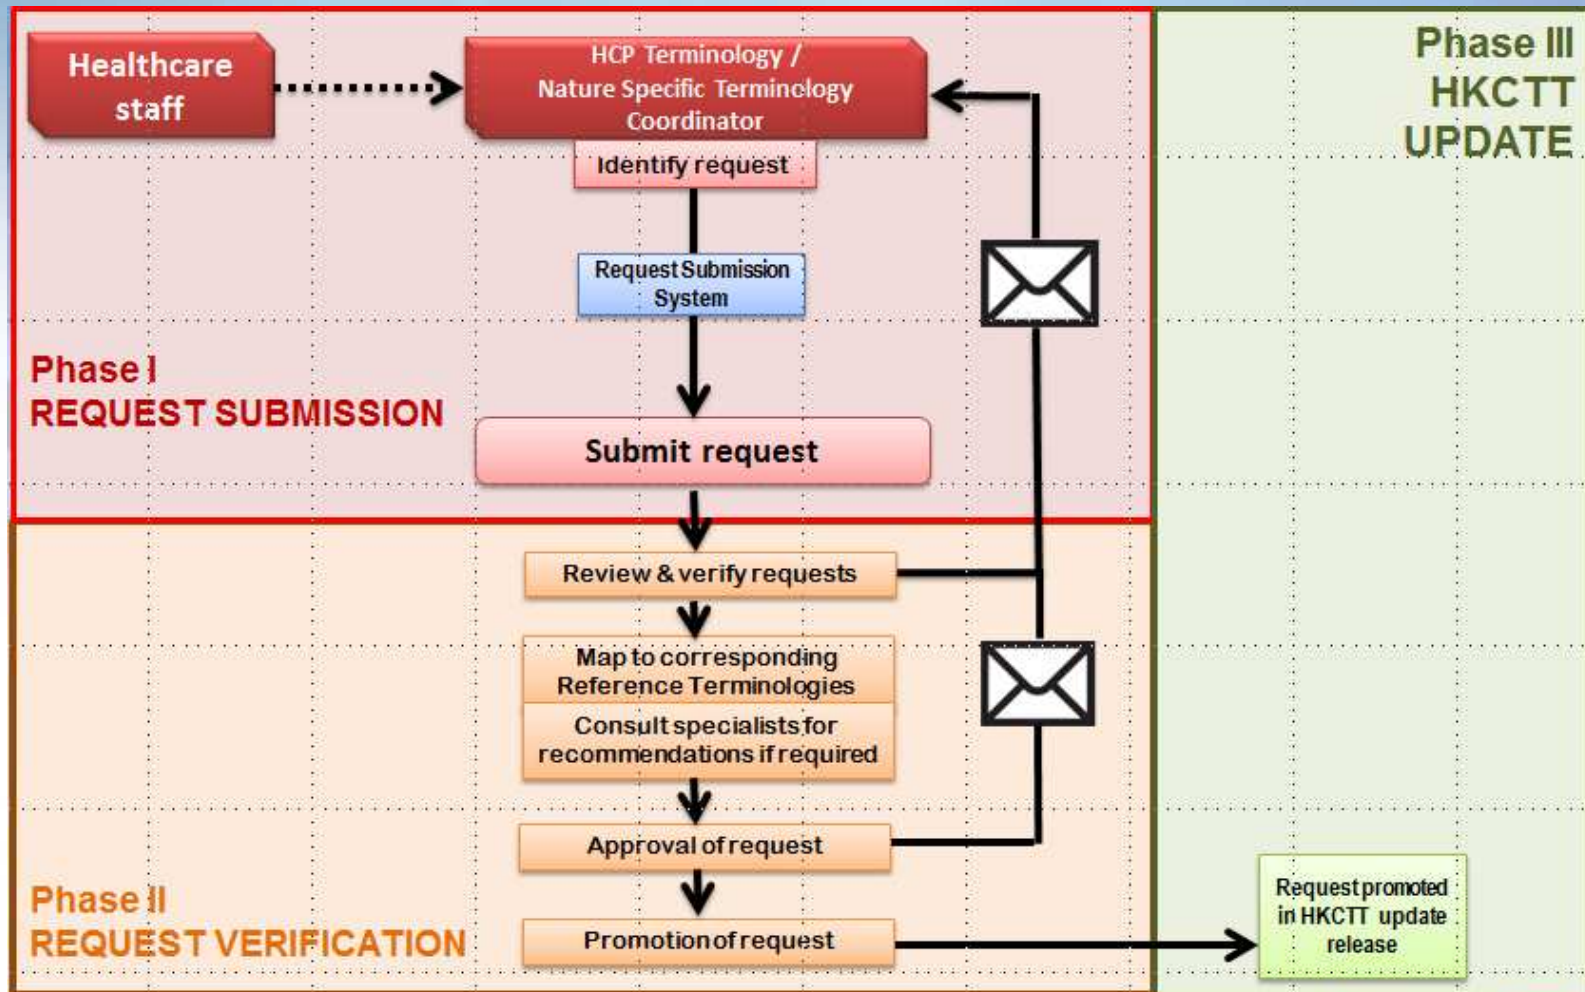 Healthcare
staff
HCP Terminology /
Nature Specific Terminology
Coordinator
Identify request
Request Submission
System
Phase I
REQUEST SUBMISSION
Submit request
Phase III
HKCTT
UPDATE
Review & verify requests
Map to corresponding
Reference Terminologies
Consult specialists for
recommendations if required
Approval of request
Phase II
REQUEST VERIFICATION
Promotion of request
Request promoted
in HKCTT update
release